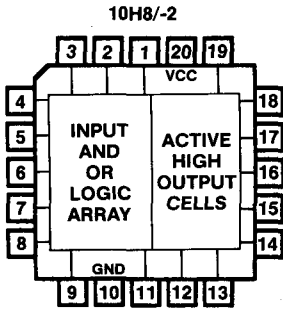 10H8/-2
3 2 1 20 19
VCC
4 18
5 17
6 16
7 15
8 14
INPUT
AND
OR
LOGIC
ARRAY
ACTIVE
HIGH
OUTPUT
CELLS
GND
9 10 11 12 13